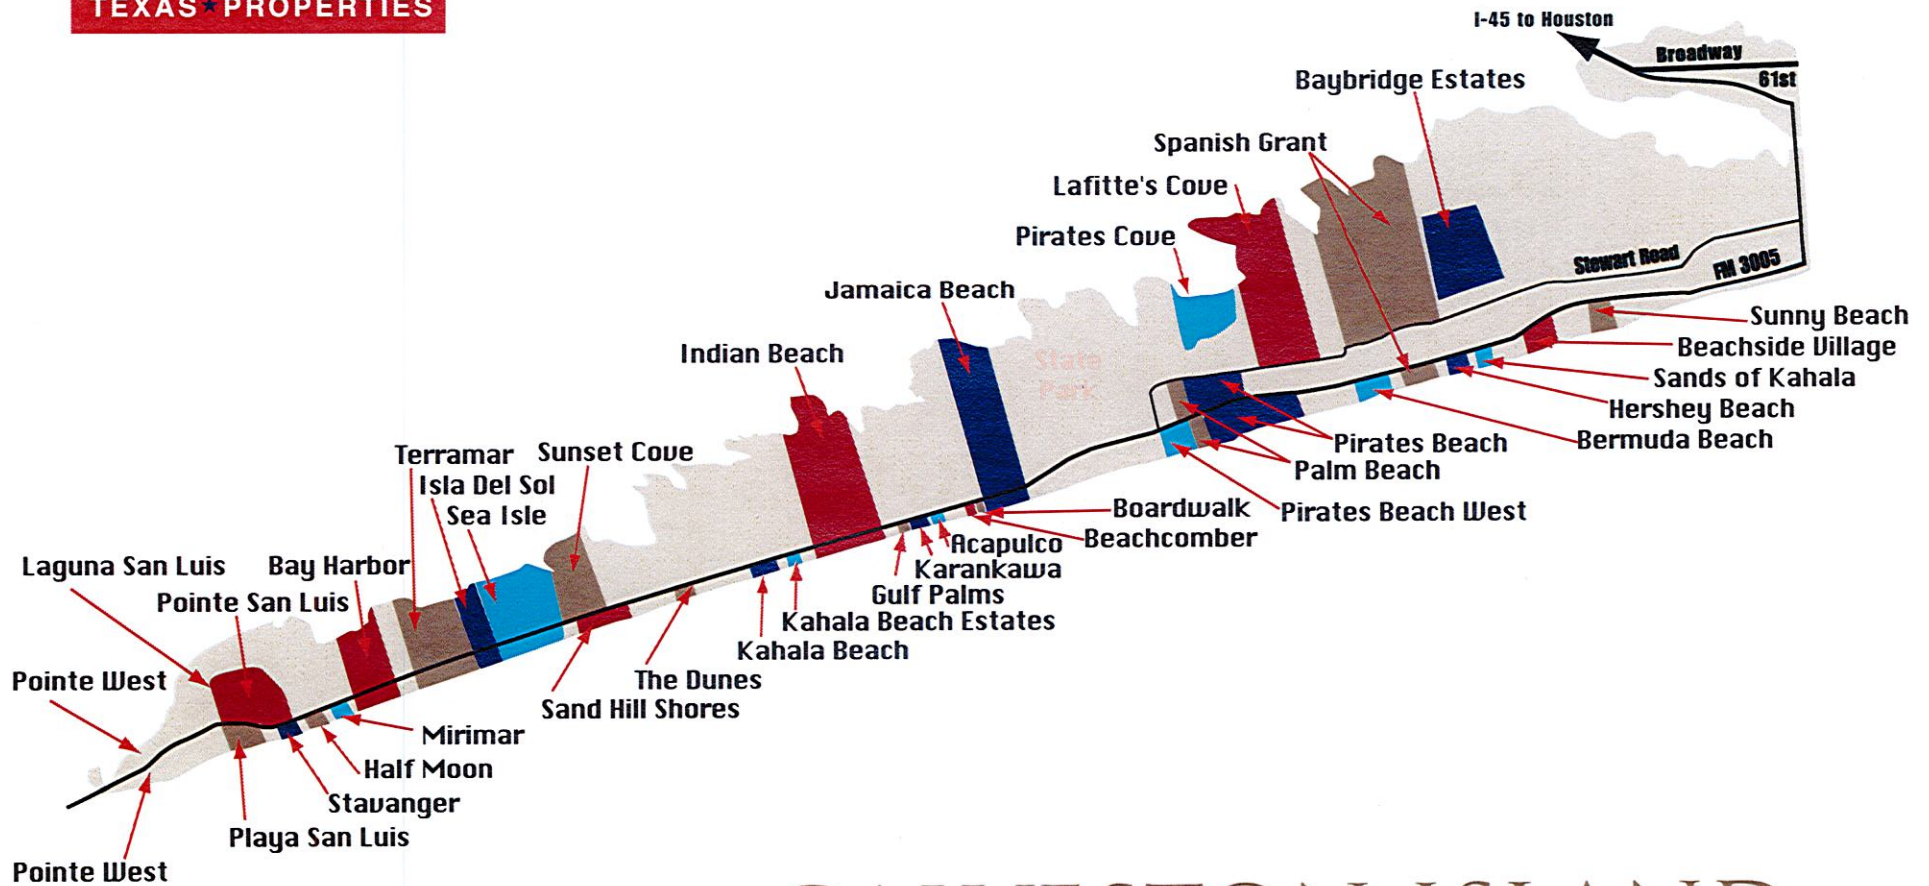 TEXAS★PROPERTIES
I-45 to Houston
Broadway
61st
Baybridge Estates
Spanish Grant
Lafitte's Cove
Pirates Cove
Stewart Road
FM 3005
Jamaica Beach
Sunny Beach
Beachside Village
Indian Beach
State
Park
Sands of Kahala
Hershey Beach
Bermuda Beach
Pirates Beach
Palm Beach
Terramar
Sunset Cove
Isla Del Sol
Sea Isle
Boardwalk
Pirates Beach West
Beachcomber
Acapulco
Karankawa
Gulf Palms
Laguna San Luis
Bay Harbor
Pointe San Luis
Kahala Beach Estates
Kahala Beach
The Dunes
Sand Hill Shores
Pointe West
Mirimar
Half Moon
Stavanger
Playa San Luis
Pointe West
GALVESTON ISLAND